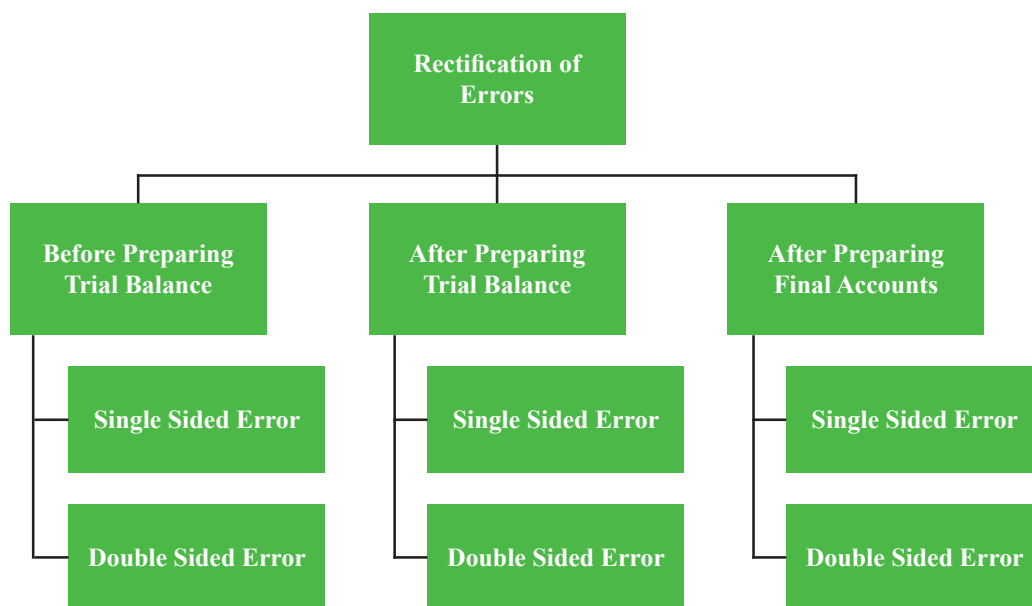 Rectification of
Errors
Before Preparing
Trial Balance
After Preparing
Trial Balance
After Preparing
Final Accounts
Single Sided Error
Single Sided Error
Single Sided Error
Double Sided Error
Double Sided Error
Double Sided Error